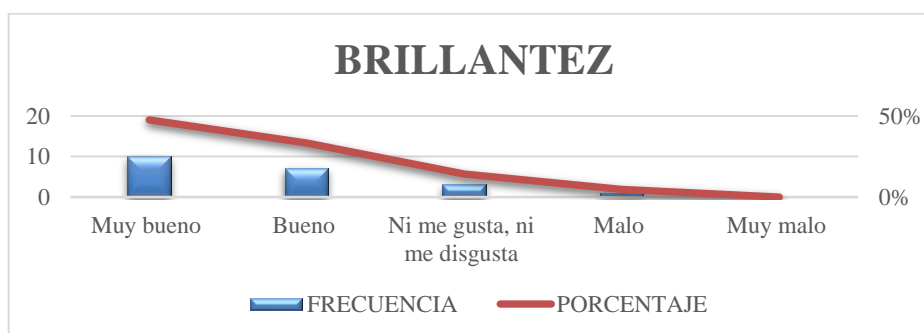 BRILLANTEZ
20
10
0
50%
0%
Muy bueno
Bueno
Ni me gusta, ni
me disgusta
Malo
Muy malo
FRECUENCIA
PORCENTAJE